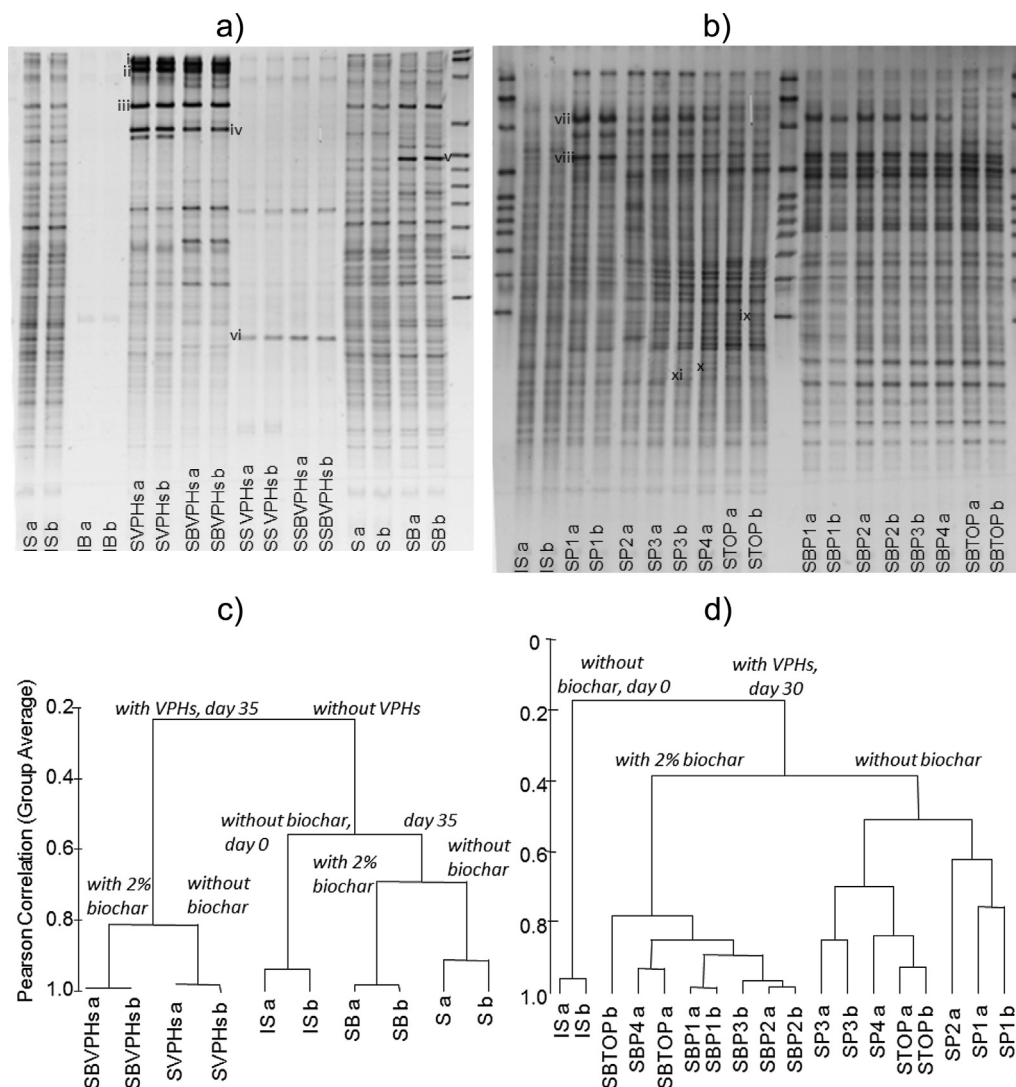 a)
b)
i
ii
iii
iv
v
vi
vii
viii
ix
x
xi
IS a
IS b
IB a
IB b
SVPHs a
SVPHs b
SBVPHs a
SBVPHs b
SS VPHs a
SS VPHs b
SSBVPHs a
SSBVPHs b
S a
S b
SB a
SB b
IS a
IS b
SP1 a
SP1 b
SP2 a
SP3 a
SP3 b
SP4 a
STOP a
STOP b
SBP1 a
SBP1 b
SBP2 a
SBP2 b
SBP3 b
SBP4 a
SBTOP a
SBTOP b
c)
Pearson Correlation (Group Average)
0.2
0.4
0.6
0.8
1.0
with VPHs, day 35
without VPHs
without biochar,
day 0
day 35
with 2%
biochar
without
biochar
with 2%
biochar
without
biochar
SBVPHs a
SBVPHs b
SVPHs a
SVPHs b
IS a
IS b
SB a
SB b
S a
S b
d)
0
0.2
0.4
0.6
0.8
1.0
without
biochar, day 0
with VPHs,
day 30
with 2% biochar
without biochar
IS a
IS b
SBTOP b
SBP4 a
SBTOP a
SBP1 a
SBP1 b
SBP3 b
SBP2 a
SBP2 b
SP3 a
SP3 b
SP4 a
STOP a
STOP b
SP2 a
SP1 a
SP1 b